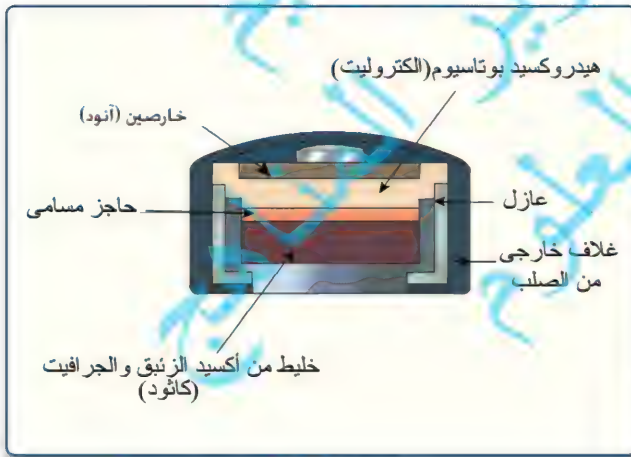 هيدروكسيد بوتاسيوم(الكتروليت)
خارصين (آنود)
عازل
حاجز مسامى
غلاف خارجى
من الصلب
خليط من أكسيد الزئبق والجرافيت
(كاثود)